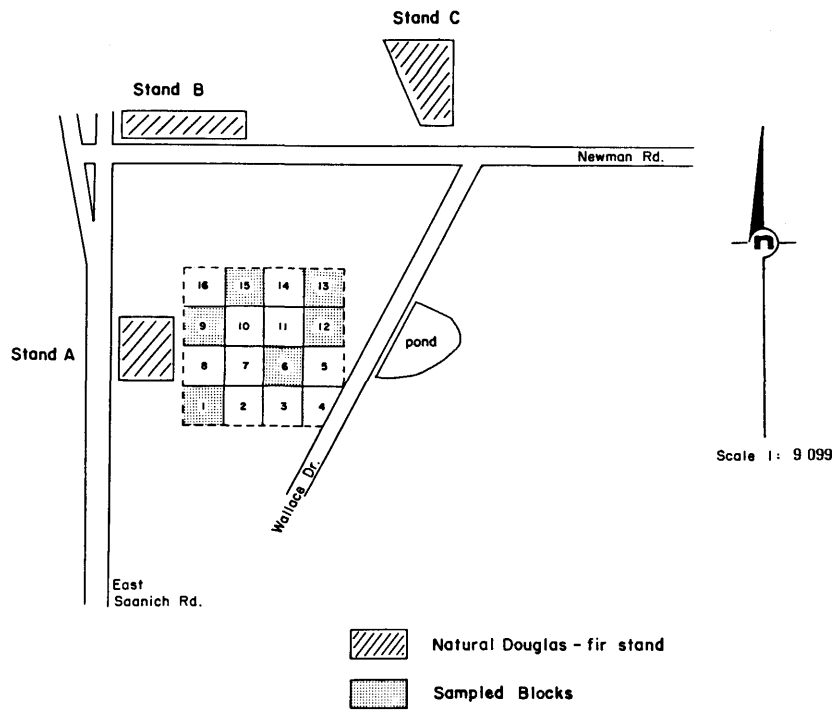 Stand C
Stand B
Newman Rd.
n
16 15 14 13
9 10 11 12
Stand A
pond
8 7 6 5
1 2 3 4
Scale 1: 9 099
Wallace Dr.
East
Saanich Rd.
Natural Douglas - fir stand
Sampled Blocks